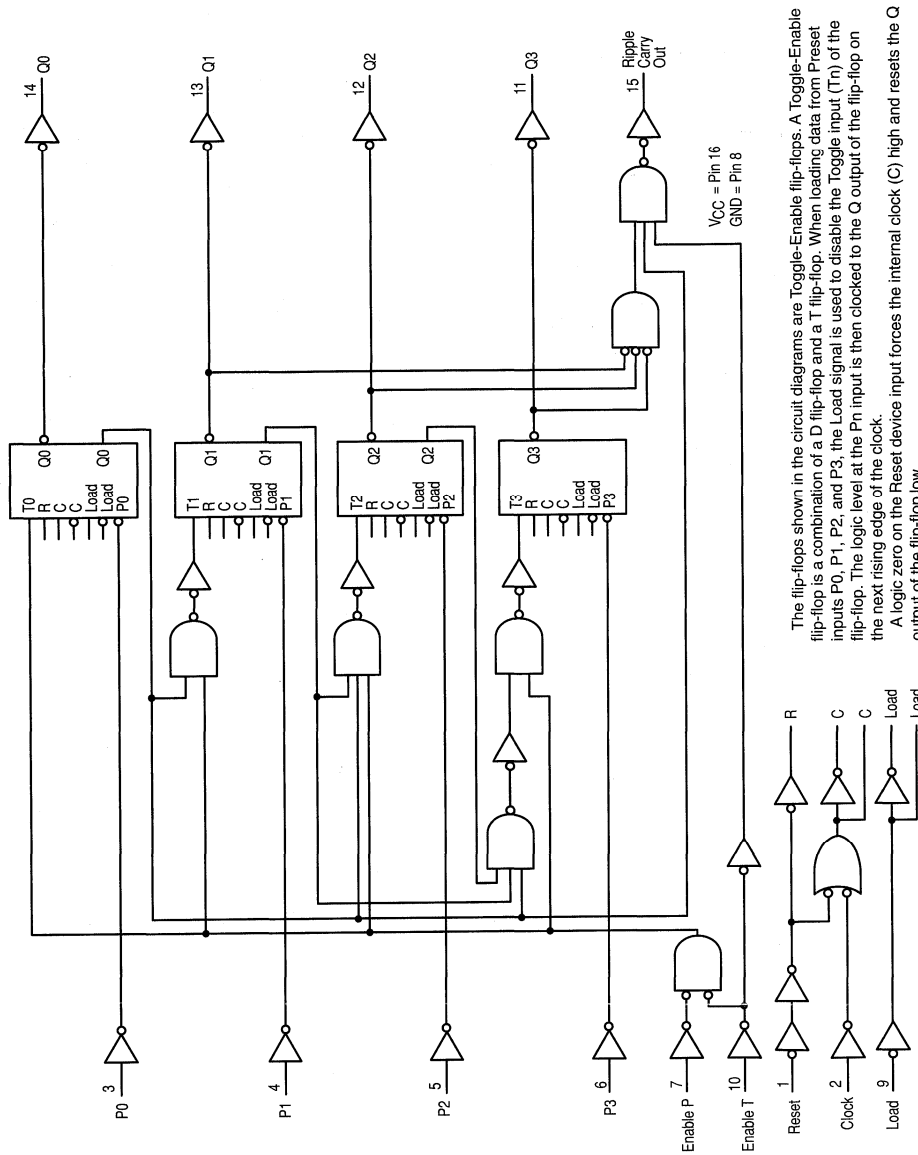 14 Q0
13 Q1
12 Q2
11 Q3
15 Ripple
Carry
Out
VCC = Pin 16
GND = Pin 8
T0
R
C
C
Load
Load
P0
Q0
Q0
T1
R
C
C
Load
Load
P1
Q1
Q1
T2
R
C
C
Load
Load
P2
Q2
Q2
T3
R
C
C
Load
Load
P3
Q3
P0 3
P1 4
P2 5
P3 6
Enable P 7
Enable T 10
Reset 1
Clock 2
Load 9
R
C
C
Load
Load
The flip-flops shown in the circuit diagrams are Toggle-Enable flip-flops. A Toggle-Enable
flip-flop is a combination of a D flip-flop and a T flip-flop. When loading data from Preset
inputs P0, P1, P2, and P3, the Load signal is used to disable the Toggle input (Tn) of the
flip-flop. The logic level at the Pn input is then clocked to the Q output of the flip-flop on
the next rising edge of the clock.
A logic zero on the Reset device input forces the internal clock (C) high and resets the Q
output of the flip-flop low.